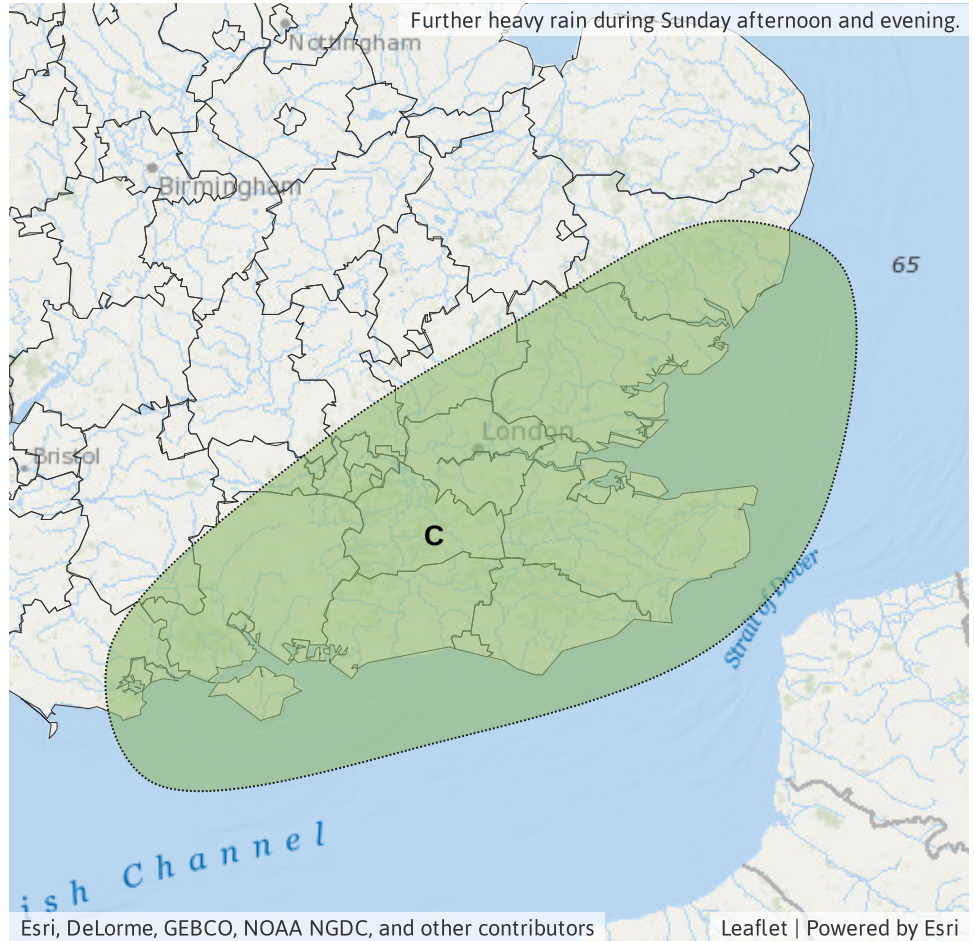 Further heavy rain during Sunday afternoon and evening.
Nottingham
Birmingham
65
London
Bristol
C
Strait of Dover
ish Channel
Esri, DeLorme, GEBCO, NOAA NGDC, and other contributors
Leaflet | Powered by Esri